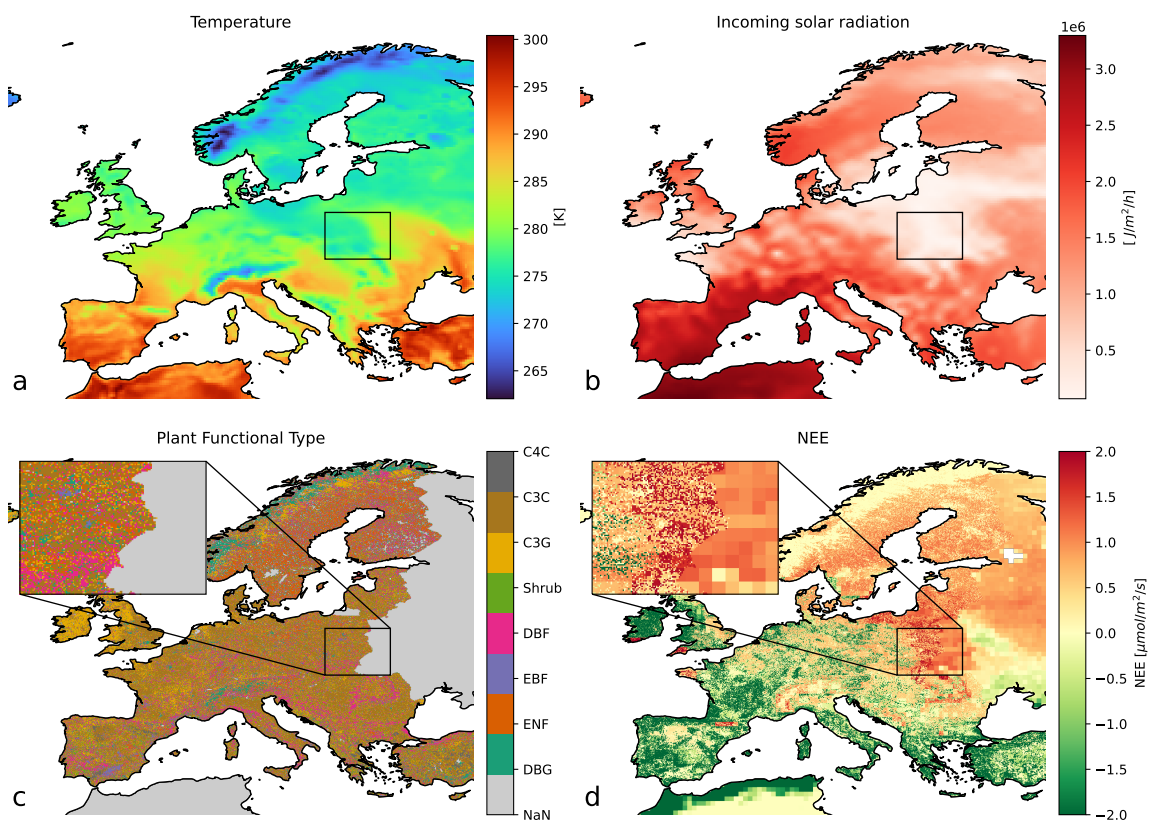 Temperature
300
295
290
285
280
275
270
265
[K]
a
Incoming solar radiation
1e6
3.0
2.5
2.0
1.5
1.0
0.5
[ J/m²/h]
b
Plant Functional Type
C4C
C3C
C3G
Shrub
DBF
EBF
ENF
DBG
NaN
c
NEE
2.0
1.5
1.0
0.5
0.0
−0.5
−1.0
−1.5
−2.0
NEE [μmol/m²/s]
d